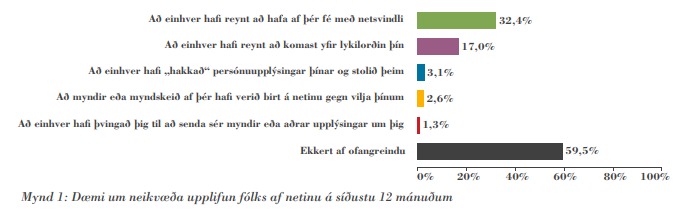 Að einhver hafi reynt að hafa af þér fé með netsvindli 32,4%
Að einhver hafi reynt að komast yfir lykilorðin þín 17,0%
Að einhver hafi „hakkað“ persónuupplýsingar þínar og stolið þeim 3,1%
Að myndir eða myndskeið af þér hafi verið birt á netinu gegn vilja þínum 2,6%
Að einhver hafi þvingað þig til að senda sér myndir eða aðrar upplýsingar um þig 1,3%
Ekkert af ofangreindu 59,5%
0% 20% 40% 60% 80% 100%
Mynd 1: Dæmi um neikvæða upplifun fólks af netinu á síðustu 12 mánuðum